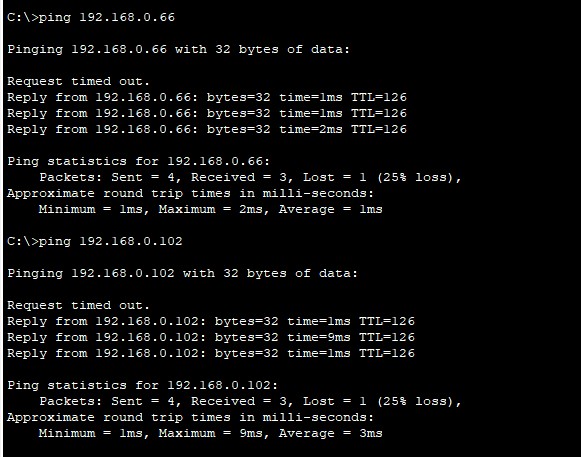 C:\>ping 192.168.0.66
Pinging 192.168.0.66 with 32 bytes of data:
Request timed out.
Reply from 192.168.0.66: bytes=32 time=1ms TTL=126
Reply from 192.168.0.66: bytes=32 time=1ms TTL=126
Reply from 192.168.0.66: bytes=32 time=2ms TTL=126
Ping statistics for 192.168.0.66:
Packets: Sent = 4, Received = 3, Lost = 1 (25% loss),
Approximate round trip times in milli-seconds:
Minimum = 1ms, Maximum = 2ms, Average = 1ms
C:\>ping 192.168.0.102
Pinging 192.168.0.102 with 32 bytes of data:
Request timed out.
Reply from 192.168.0.102: bytes=32 time=1ms TTL=126
Reply from 192.168.0.102: bytes=32 time=9ms TTL=126
Reply from 192.168.0.102: bytes=32 time=1ms TTL=126
Ping statistics for 192.168.0.102:
Packets: Sent = 4, Received = 3, Lost = 1 (25% loss),
Approximate round trip times in milli-seconds:
Minimum = 1ms, Maximum = 9ms, Average = 3ms